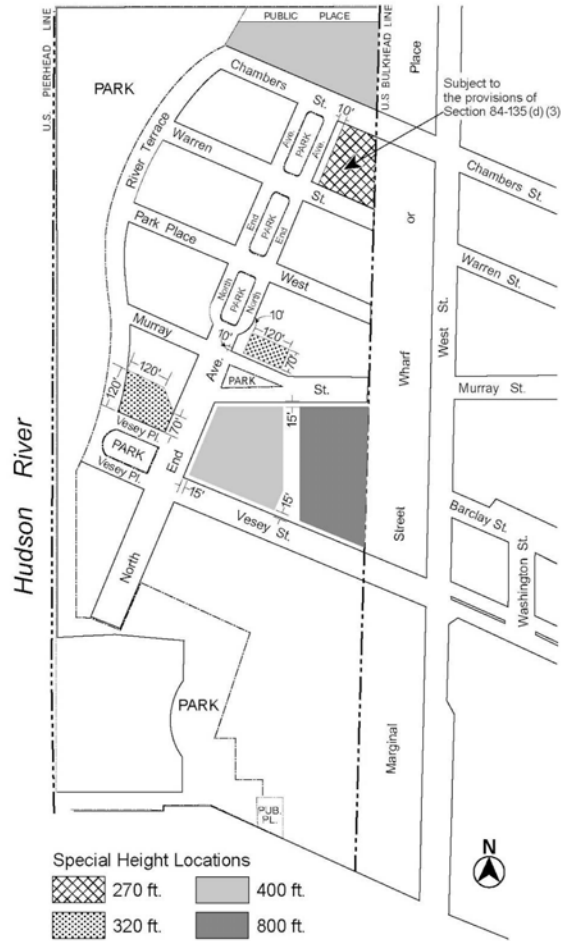 PUBLIC PLACE
U.S. PIERHEAD LINE
U.S BULKHEAD LINE
Place
PARK
Chambers
St.
10'
Subject to
the provisions of
Section 84-135 (d) (3)
River Terrace
Warren
Ave.
PARK
Ave.
St.
Chambers St.
or
Park Place
End
PARK
End
West
Warren St.
West St.
North
PARK
North
10'
Murray
120'
10'
70'
Ave.
PARK
St.
Wharf
Murray St.
120'
120'
70'
Vesey Pl.
PARK
Vesey Pl.
End
15'
15'
15'
Vesey St.
Street
Barclay St.
Washington St.
Hudson River
North
PARK
Marginal
PUB.
PL.
N
Special Height Locations
270 ft.
400 ft.
320 ft.
800 ft.